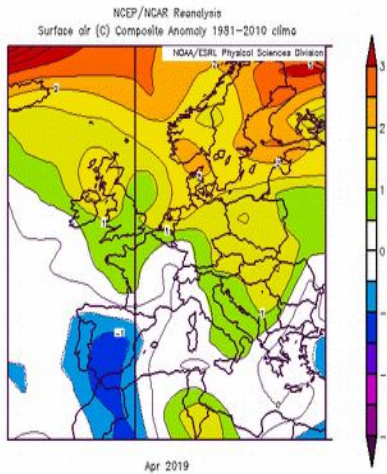 NCEP/NCAR Reanalysis
Surface air (C) Composite Anomaly 1981-2010 climo
NOAA/ESRL Physical Sciences Division
3
2
1
0
-1
Apr 2019